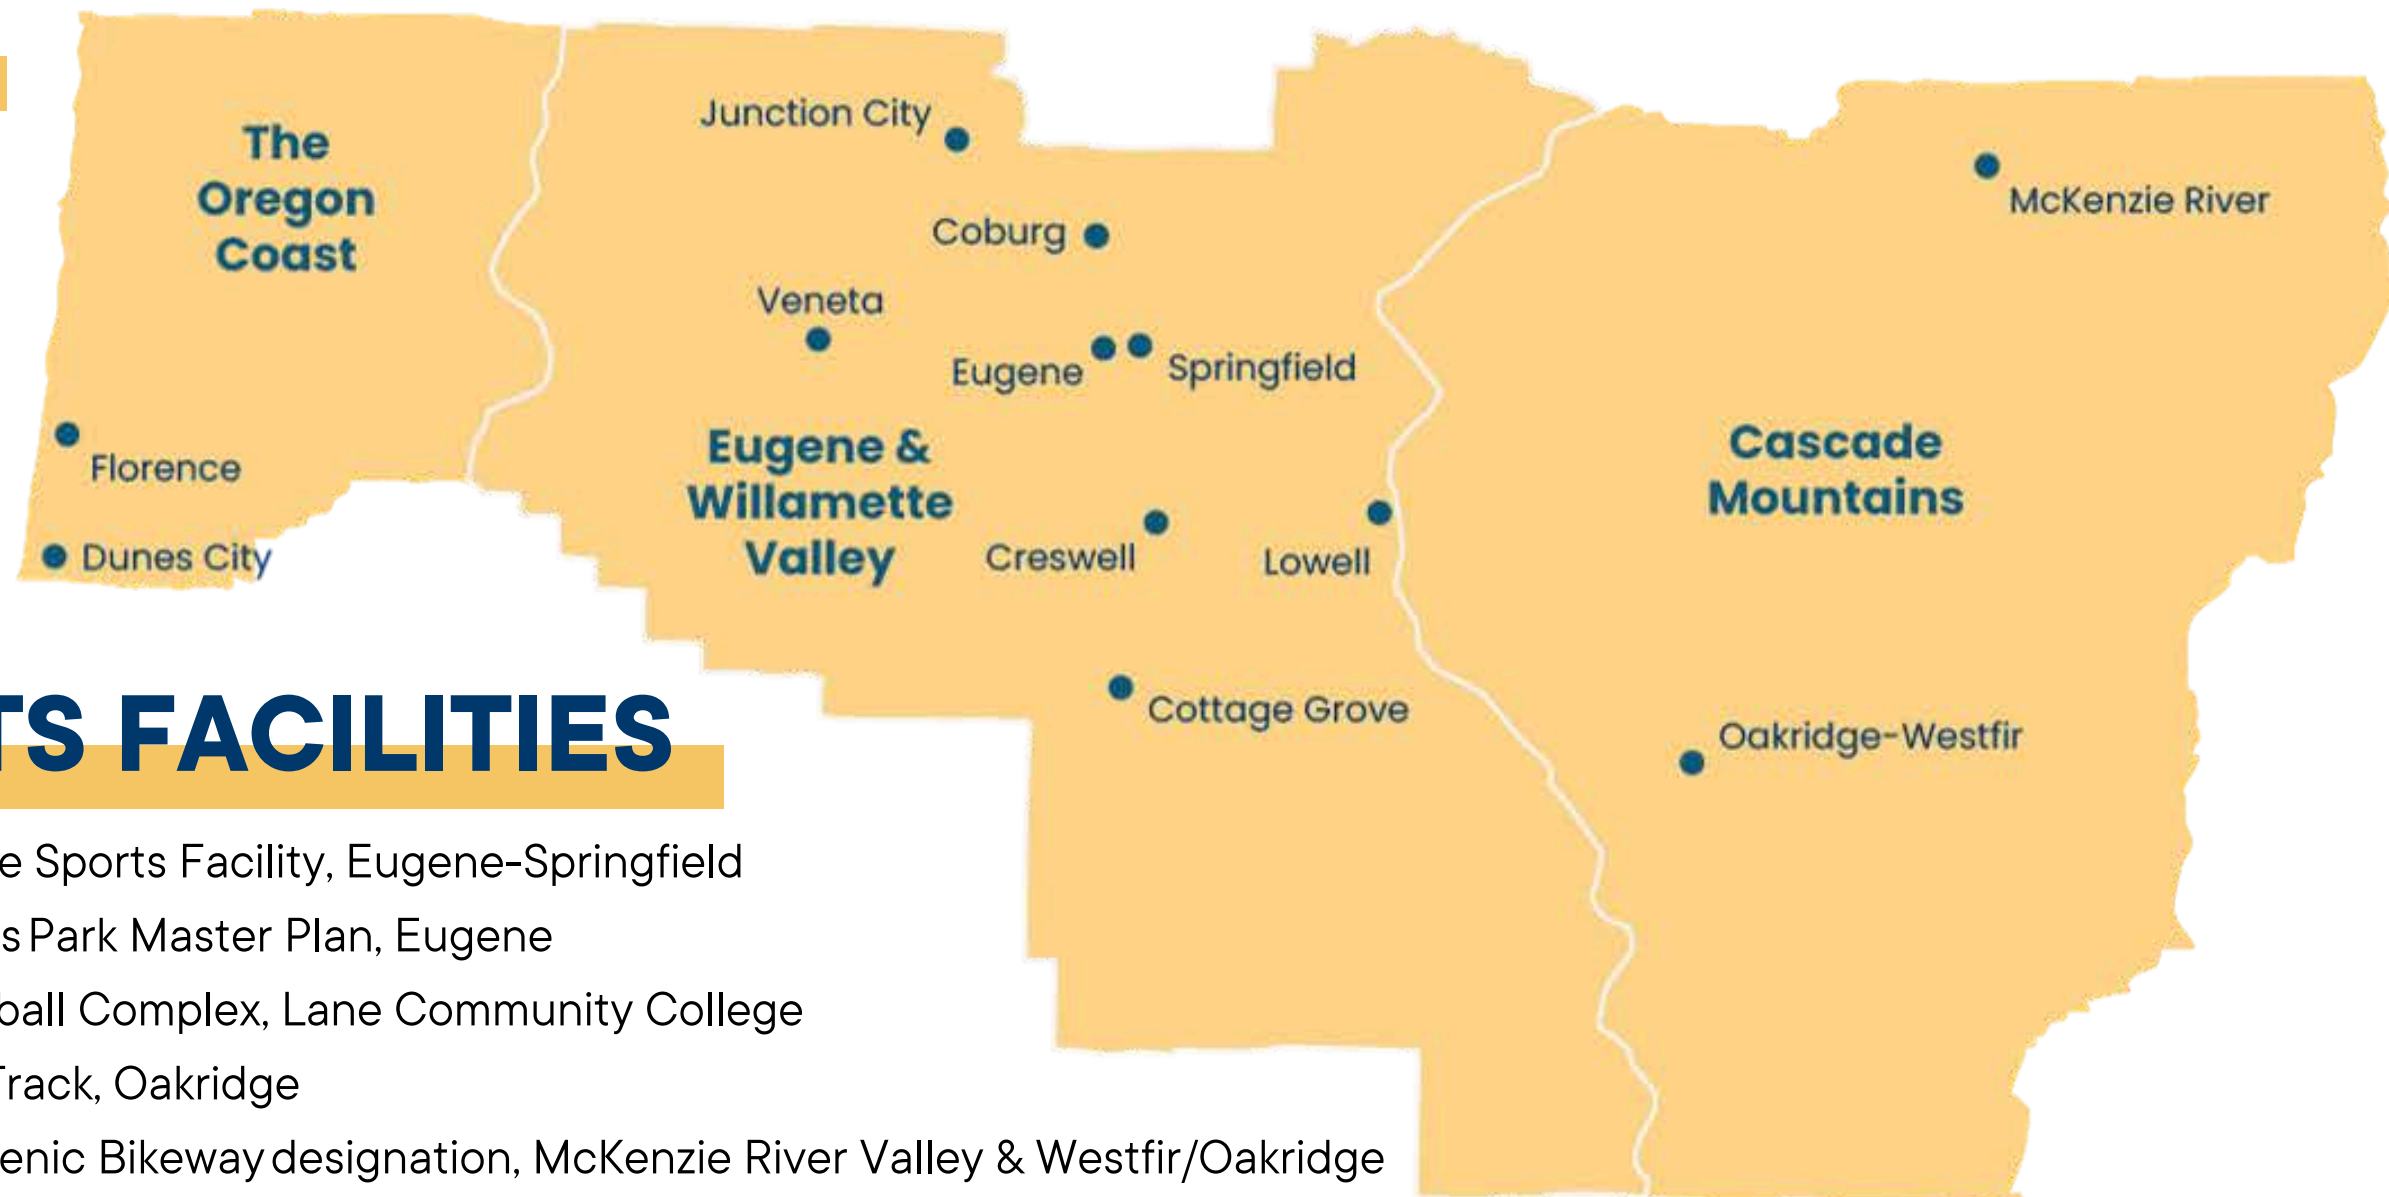 The
Oregon
Coast
Junction City
McKenzie River
Coburg
Veneta
Eugene
Springfield
Florence
Eugene &
Willamette
Valley
Cascade
Mountains
Dunes City
Creswell
Lowell
Cottage Grove
Oakridge-Westfir
TS FACILITIES
e Sports Facility, Eugene-Springfield
s Park Master Plan, Eugene
ball Complex, Lane Community College
Track, Oakridge
enic Bikeway designation, McKenzie River Valley & Westfir/Oakridge